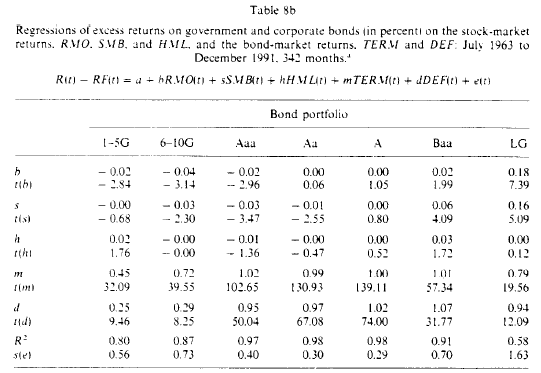 Table 8b
Regressions of excess returns on government and corporate bonds (in percent) on the stock-market
returns, RMO, SMB, and HML, and the bond-market returns, TERM and DEF: July 1963 to
December 1991, 342 months.ᵃ
R(t) − RF(t) = a + bRMO(t) + sSMB(t) + hHML(t) + mTERM(t) + dDEF(t) + e(t)
Bond portfolio
1–5G 6–10G Aaa Aa A Baa LG
b − 0.02 − 0.04 − 0.02 0.00 0.00 0.02 0.18
t(b) − 2.84 − 3.14 − 2.96 0.06 1.05 1.99 7.39
s − 0.00 − 0.03 − 0.03 − 0.01 0.00 0.06 0.16
t(s) − 0.68 − 2.30 − 3.47 − 2.55 0.80 4.09 5.09
h 0.02 − 0.00 − 0.01 − 0.00 0.00 0.03 0.00
t(h) 1.76 − 0.00 − 1.36 − 0.47 0.52 1.72 0.12
m 0.45 0.72 1.02 0.99 1.00 1.01 0.79
t(m) 32.09 39.55 102.65 130.93 139.11 57.34 19.56
d 0.25 0.29 0.95 0.97 1.02 1.07 0.94
t(d) 9.46 8.25 50.04 67.08 74.00 31.77 12.09
R² 0.80 0.87 0.97 0.98 0.98 0.91 0.58
s(e) 0.56 0.73 0.40 0.30 0.29 0.70 1.63